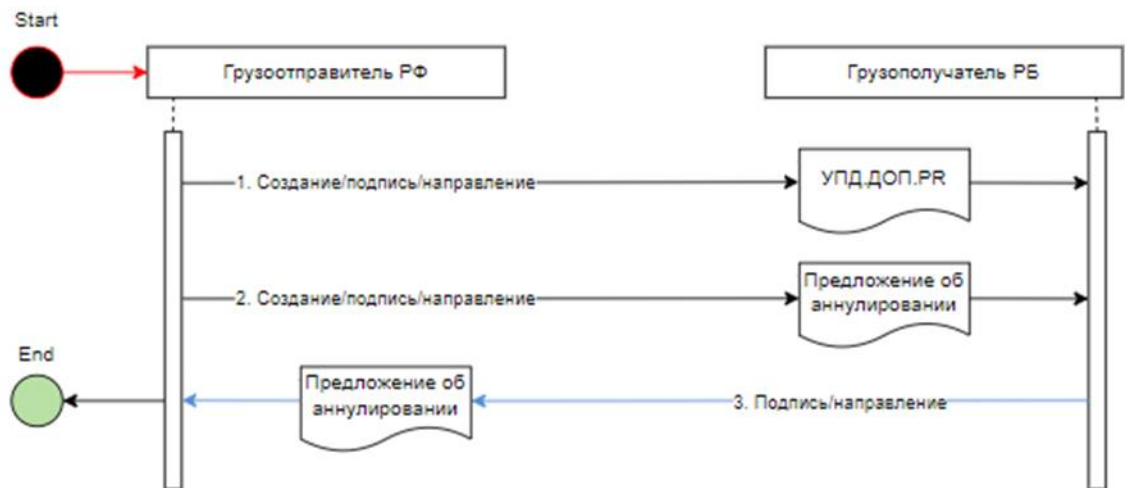 Start
Грузоотправитель РФ
Грузополучатель РБ
1. Создание/подпись/направление
УПД.ДОП.PR
2. Создание/подпись/направление
Предложение об
аннулировании
End
Предложение об
аннулировании
3. Подпись/направление